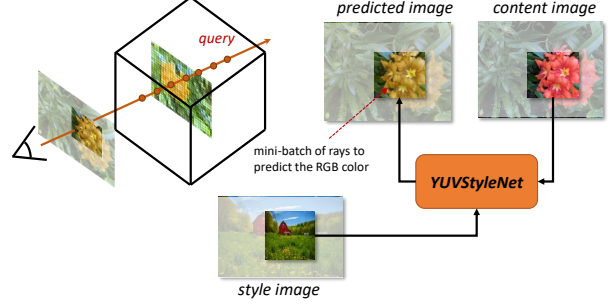 predicted image
content image
query
mini-batch of rays to
predict the RGB color
YUVStyleNet
style image